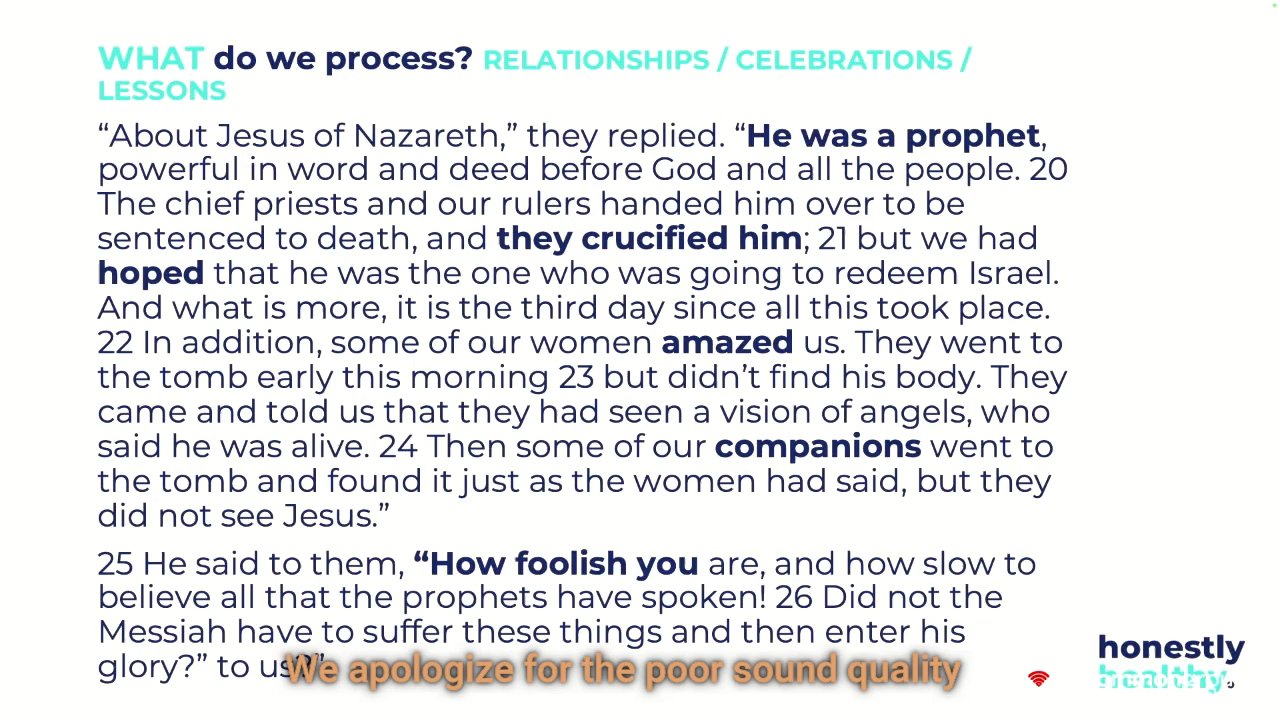 WHAT do we process? RELATIONSHIPS / CELEBRATIONS /
LESSONS
“About Jesus of Nazareth,” they replied. “He was a prophet,
powerful in word and deed before God and all the people. 20
The chief priests and our rulers handed him over to be
sentenced to death, and they crucified him; 21 but we had
hoped that he was the one who was going to redeem Israel.
And what is more, it is the third day since all this took place.
22 In addition, some of our women amazed us. They went to
the tomb early this morning 23 but didn’t find his body. They
came and told us that they had seen a vision of angels, who
said he was alive. 24 Then some of our companions went to
the tomb and found it just as the women had said, but they
did not see Jesus.”
25 He said to them, “How foolish you are, and how slow to
believe all that the prophets have spoken! 26 Did not the
Messiah have to suffer these things and then enter his
glory?” to us?”
We apologize for the poor sound quality
honestly
healthy